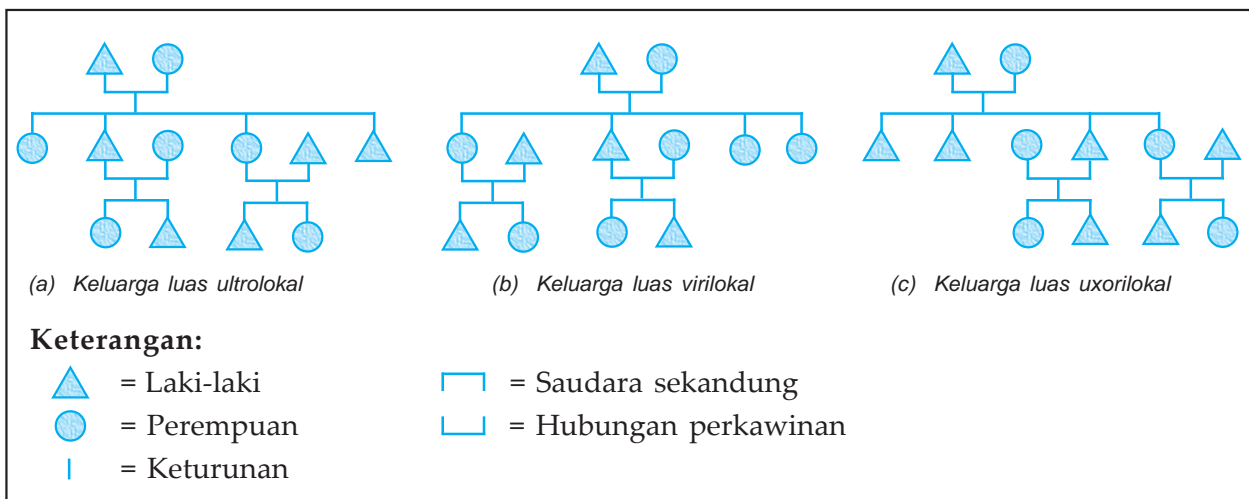 (a) Keluarga luas ultrolokal
(b) Keluarga luas virilokal
(c) Keluarga luas uxorilokal
Keterangan:
= Laki-laki
= Perempuan
= Keturunan
= Saudara sekandung
= Hubungan perkawinan